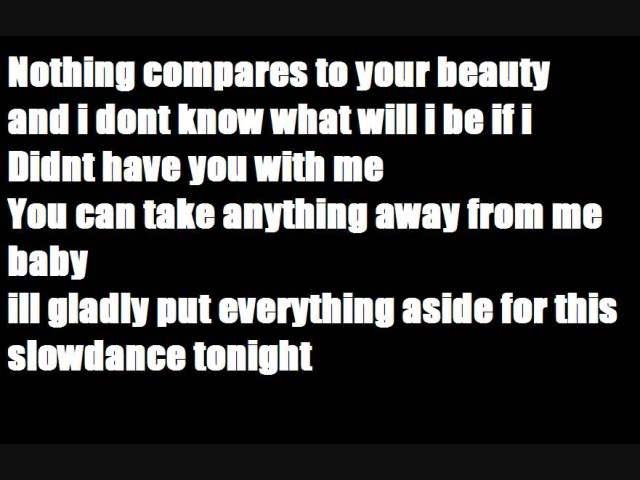 Nothing compares to your beauty
and i dont know what will i be if i
Didnt have you with me
You can take anything away from me
baby
ill gladly put everything aside for this
slowdance tonight